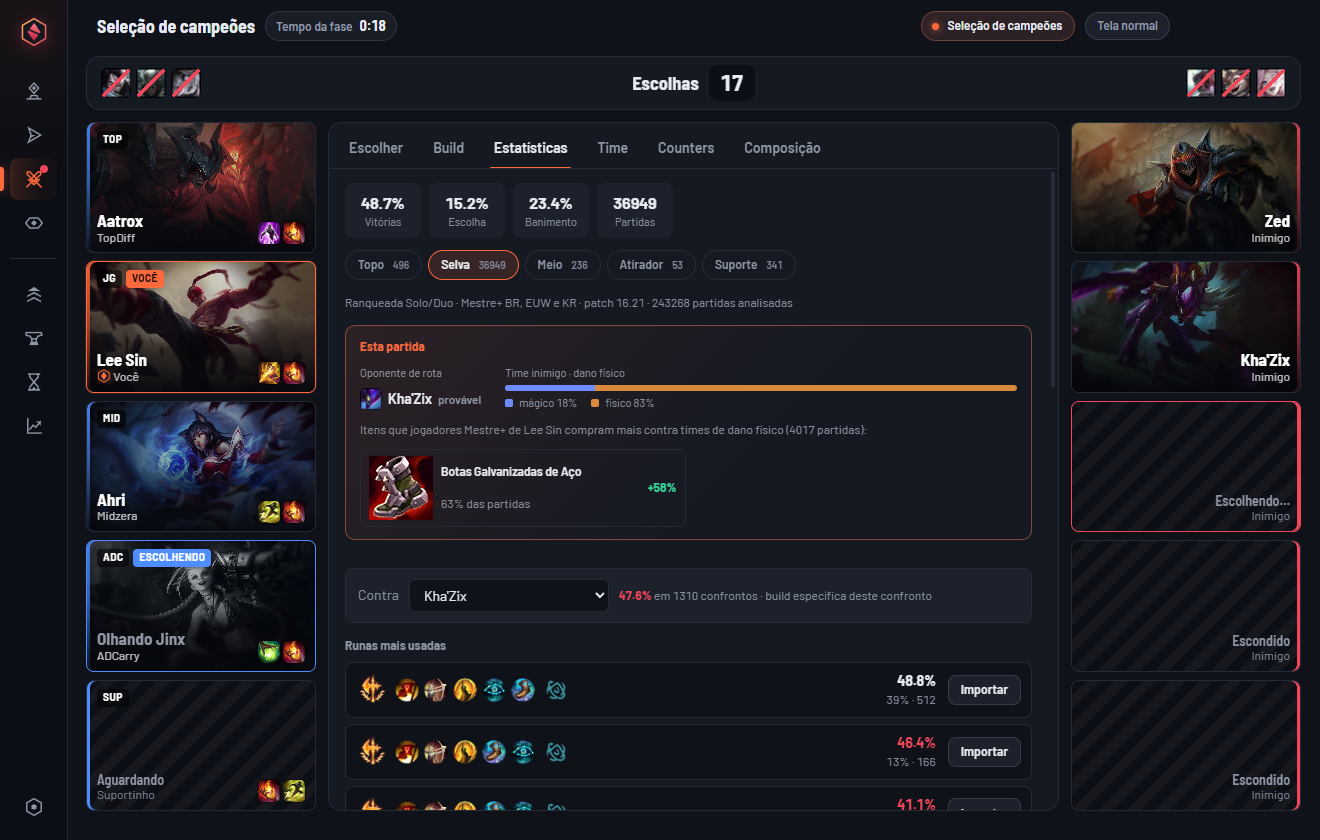 Seleção de campeões
Tempo da fase 0:18
Seleção de campeões
Tela normal
Escolhas 17
TOP
Aatrox
TopDiff
JG VOCÊ
Lee Sin
Você
MID
Ahri
Midzera
ADC ESCOLHENDO
Olhando Jinx
ADCarry
SUP
Aguardando
Suportinho
Escolher Build Estatísticas Time Counters Composição
48.7% 15.2% 23.4% 36949
Vitórias Escolha Banimento Partidas
Topo 496 Selva 36949 Meio 236 Atirador 53 Suporte 341
Ranqueada Solo/Duo · Mestre+ BR, EUW e KR · patch 16.21 · 243268 partidas analisadas
Esta partida
Oponente de rota Time inimigo · dano físico
Kha'Zix provável
mágico 18% físico 83%
Itens que jogadores Mestre+ de Lee Sin compram mais contra times de dano físico (4017 partidas):
Botas Galvanizadas de Aço
+58%
63% das partidas
Contra Kha'Zix 47.6% em 1310 confrontos · build específica deste confronto
Runas mais usadas
48.8%
39% · 512
Importar
46.4%
13% · 166
Importar
41.1%
Zed
Inimigo
Kha'Zix
Inimigo
Escolhendo...
Inimigo
Escondido
Inimigo
Escondido
Inimigo